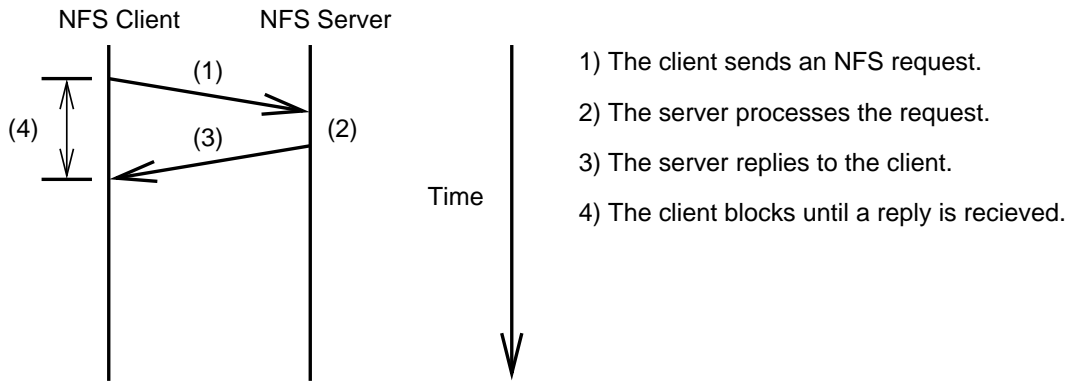 NFS Client
NFS Server
(1)
(2)
(3)
(4)
Time
1) The client sends an NFS request.
2) The server processes the request.
3) The server replies to the client.
4) The client blocks until a reply is recieved.